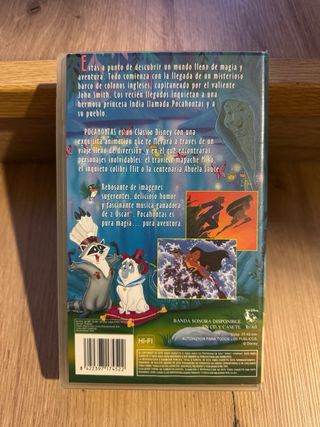 Estás a punto de descubrir un mundo lleno de magia y
aventura. Todo comienza con la llegada de un misterioso
barco de colonos ingleses, capitaneado por el valiente
John Smith. Los recién llegados inquietan a una
hermosa princesa India llamada Pocahontas y a
su pueblo.
POCAHONTAS es un Clásico Disney con una
exquisita animación que te llevará a través de un
viaje lleno de diversión y en el que encontrarás
personajes inolvidables: el travieso mapache Miko,
el inquieto colibrí Flit o la centenaria Abuela Sauce.
Rebosante de imágenes
sugerentes, delicioso humor
y fascinante música ganadora
de 2 Oscar, Pocahontas es
pura magia... pura aventura.
BANDA SONORA DISPONIBLE
EN CD Y CASETE
HI-FI
AUTORIZADA PARA TODOS LOS PUBLICOS
© Disney
8 422397 174522